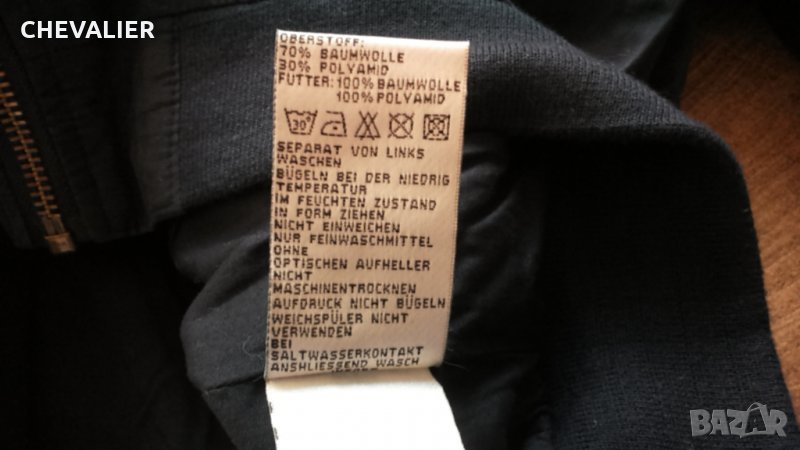 CHEVALIER
OBERSTOFF:
70% BAUMWOLLE
30% POLYAMID
FUTTER: 100% BAUMWOLLE
100% POLYAMID
30°
SEPARAT VON LINKS
WASCHEN
BÜGELN BEI DER NIEDRIG
TEMPERATUR
IM FEUCHTEN ZUSTAND
IN FORM ZIEHEN
NICHT EINWEICHEN
NUR FEINWASCHMITTEL
OHNE
OPTISCHEN AUFHELLER
NICHT
MASCHINENTROCKNEN
AUFDRUCK NICHT BÜGELN
WEICHSPÜLER NICHT
VERWENDEN
BEI
SALTWASSERKONTAKT
ANSHLIESSEND WASCH
BAZAR